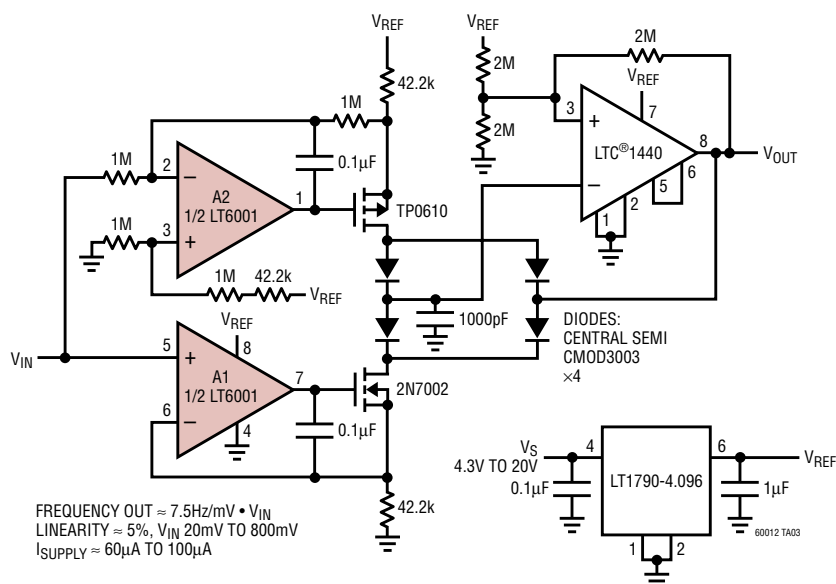 VREF
42.2k
1M
0.1µF
1M
2
−
A2
1/2 LT6001
1
TP0610
3
+
1M
1M
42.2k
VREF
VREF
2M
2M
2M
VREF
7
3
+
LTC®1440
8
VOUT
−
6
5
2
1
1000pF
DIODES:
CENTRAL SEMI
CMOD3003
×4
VIN
VREF
8
5
+
A1
1/2 LT6001
7
2N7002
6
−
4
0.1µF
42.2k
VS
4.3V TO 20V
0.1µF
4
LT1790-4.096
6
VREF
1µF
1
2
FREQUENCY OUT ≈ 7.5Hz/mV • VIN
LINEARITY ≈ 5%, VIN 20mV TO 800mV
ISUPPLY ≈ 60µA TO 100µA
60012 TA03